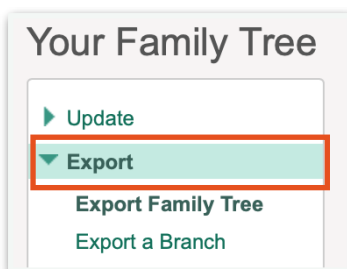 Your Family Tree
Update
Export
Export Family Tree
Export a Branch